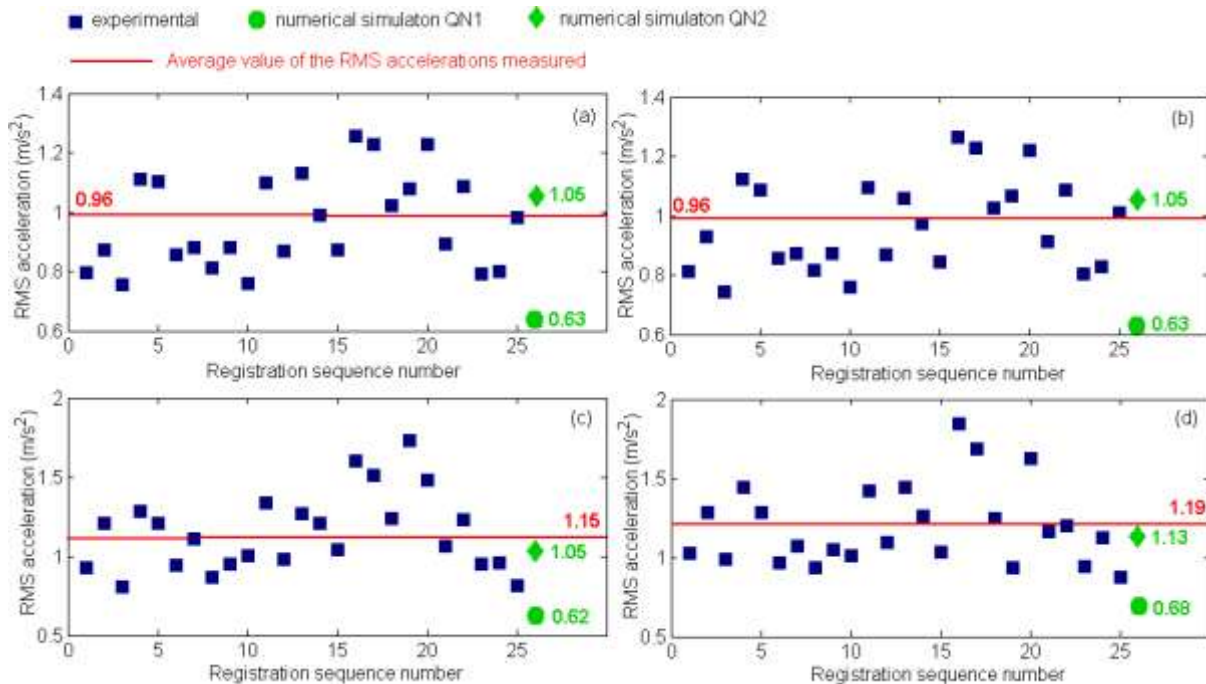 experimental numerical simulaton QN1 numerical simulaton QN2
Average value of the RMS accelerations measured
RMS acceleration (m/s²)
1.4
1.2
1
0.8
0.6
(a)
0.96
1.05
0.63
0 5 10 15 20 25
Registration sequence number
RMS acceleration (m/s²)
1.4
1.2
1
0.8
0.6
(b)
0.96
1.05
0.63
0 5 10 15 20 25
Registration sequence number
RMS acceleration (m/s²)
2
1.5
1
0.5
(c)
1.15
1.05
0.62
0 5 10 15 20 25
Registration sequence number
RMS acceleration (m/s²)
2
1.5
1
0.5
(d)
1.19
1.13
0.68
0 5 10 15 20 25
Registration sequence number